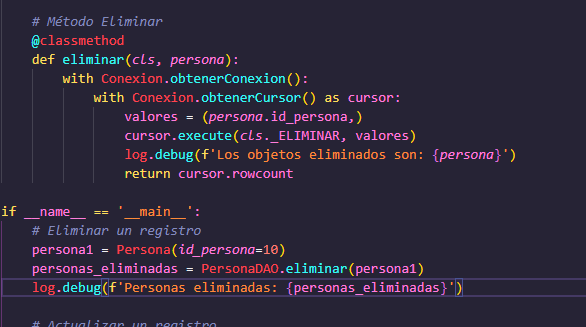 # Método Eliminar
@classmethod
def eliminar(cls, persona):
with Conexion.obtenerConexion():
with Conexion.obtenerCursor() as cursor:
valores = (persona.id_persona,)
cursor.execute(cls._ELIMINAR, valores)
log.debug(f'Los objetos eliminados son: {persona}')
return cursor.rowcount
if __name__ == '__main__':
# Eliminar un registro
persona1 = Persona(id_persona=10)
personas_eliminadas = PersonaDAO.eliminar(persona1)
log.debug(f'Personas eliminadas: {personas_eliminadas}')
# Actualizar un registro